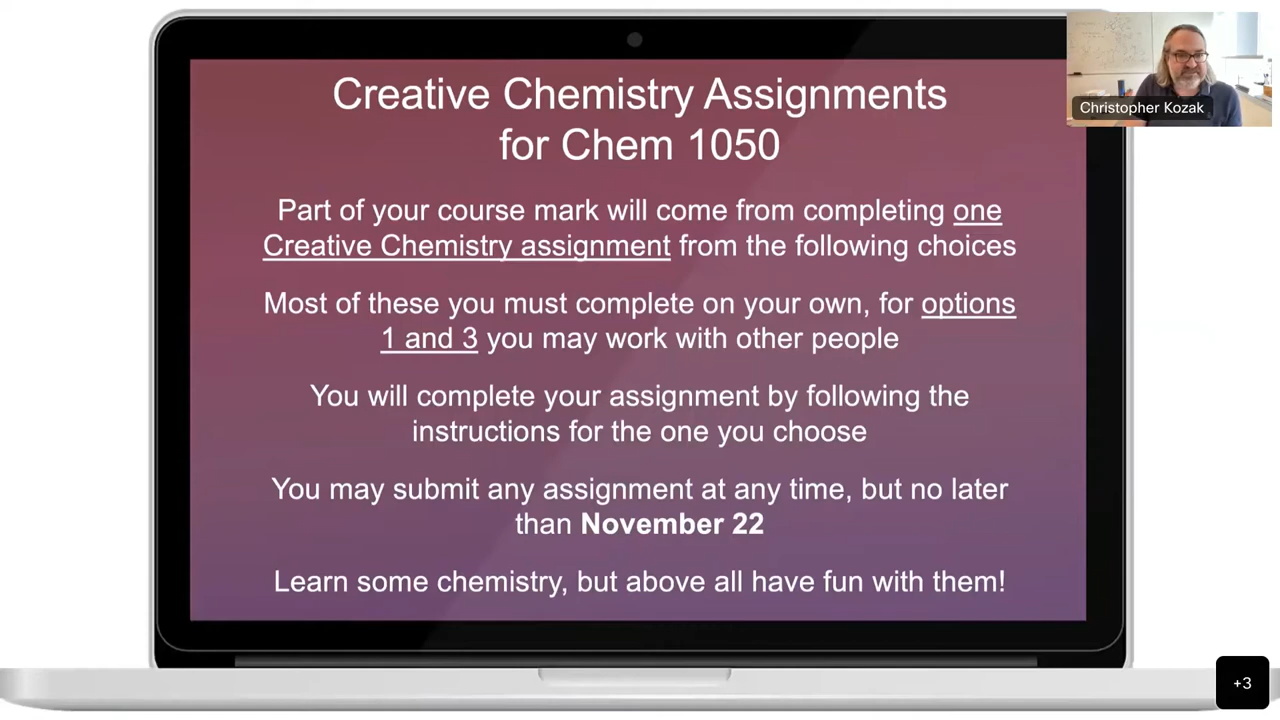 Creative Chemistry Assignments
for Chem 1050
Part of your course mark will come from completing one
Creative Chemistry assignment from the following choices
Most of these you must complete on your own, for options
1 and 3 you may work with other people
You will complete your assignment by following the
instructions for the one you choose
You may submit any assignment at any time, but no later
than November 22
Learn some chemistry, but above all have fun with them!
Christopher Kozak
+3